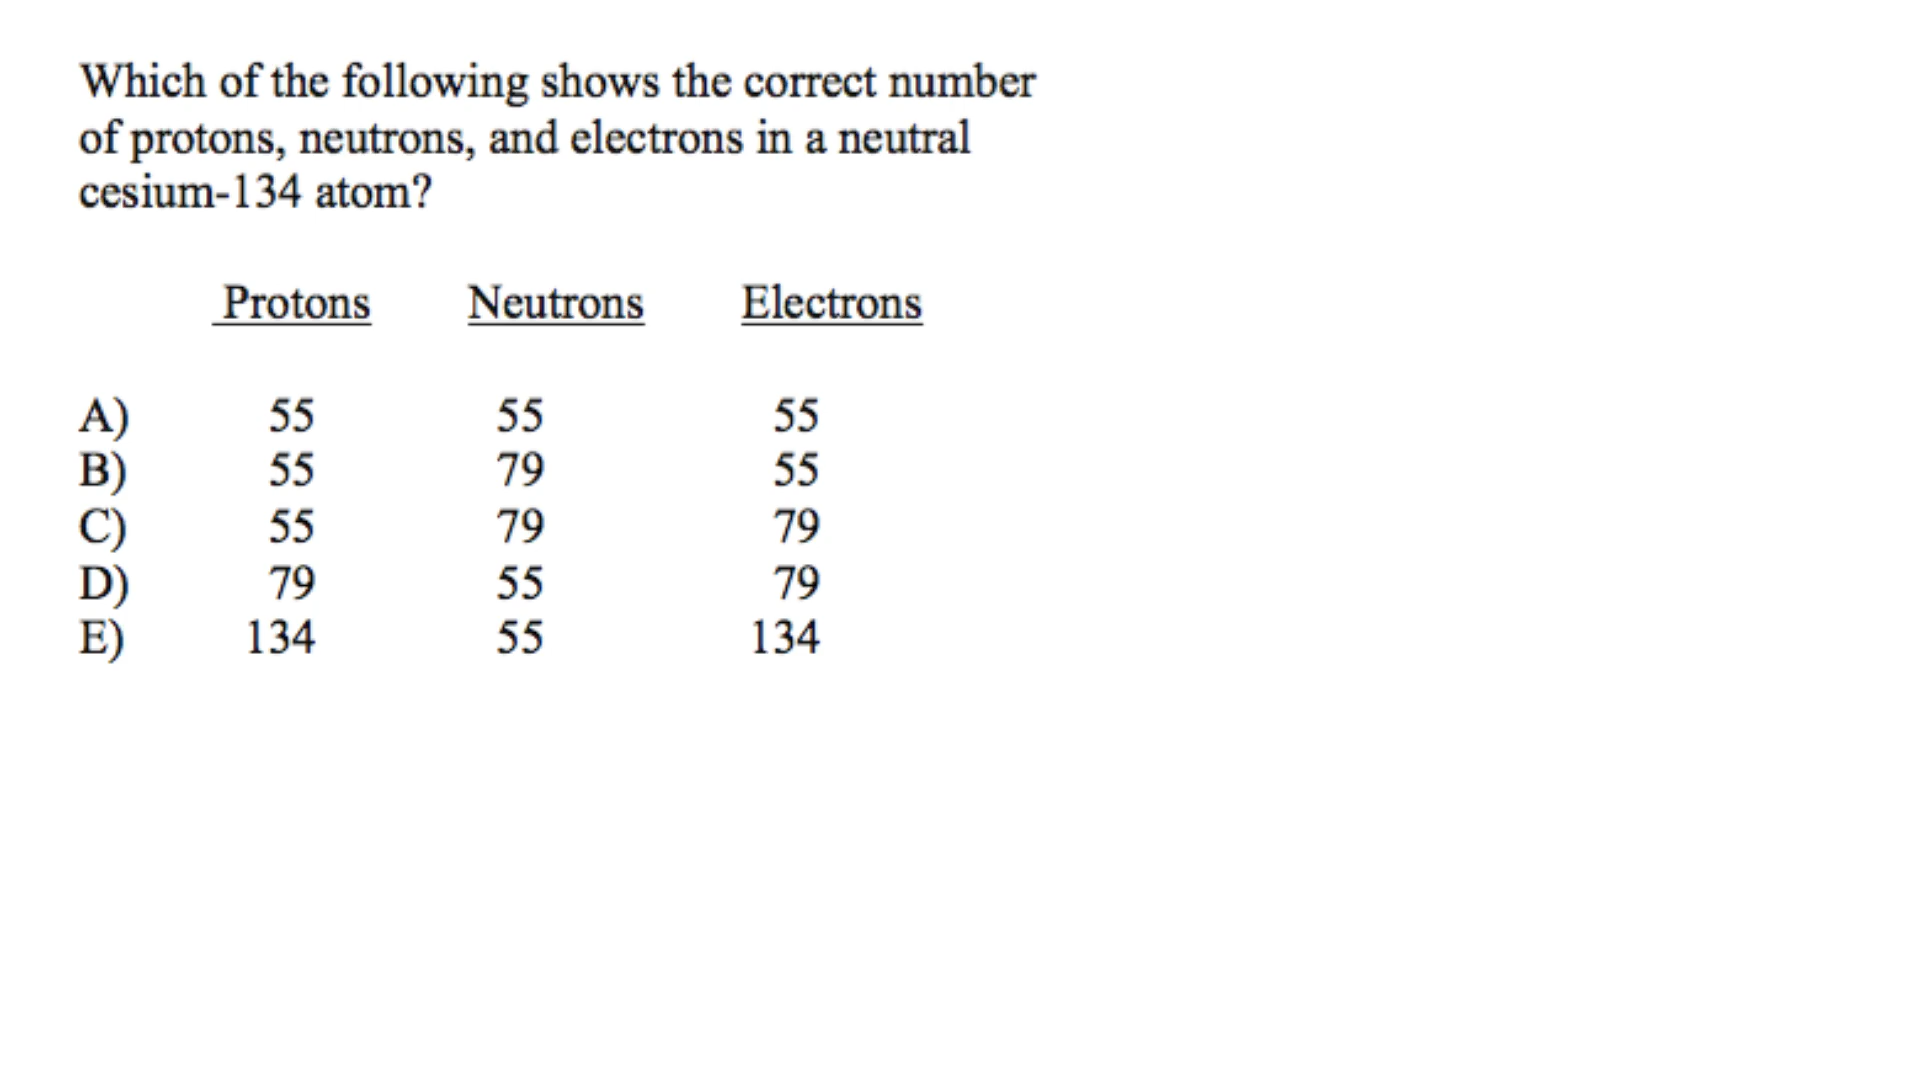 Which of the following shows the correct number
of protons, neutrons, and electrons in a neutral
cesium-134 atom?
Protons Neutrons Electrons
A) 55 55 55
B) 55 79 55
C) 55 79 79
D) 79 55 79
E) 134 55 134